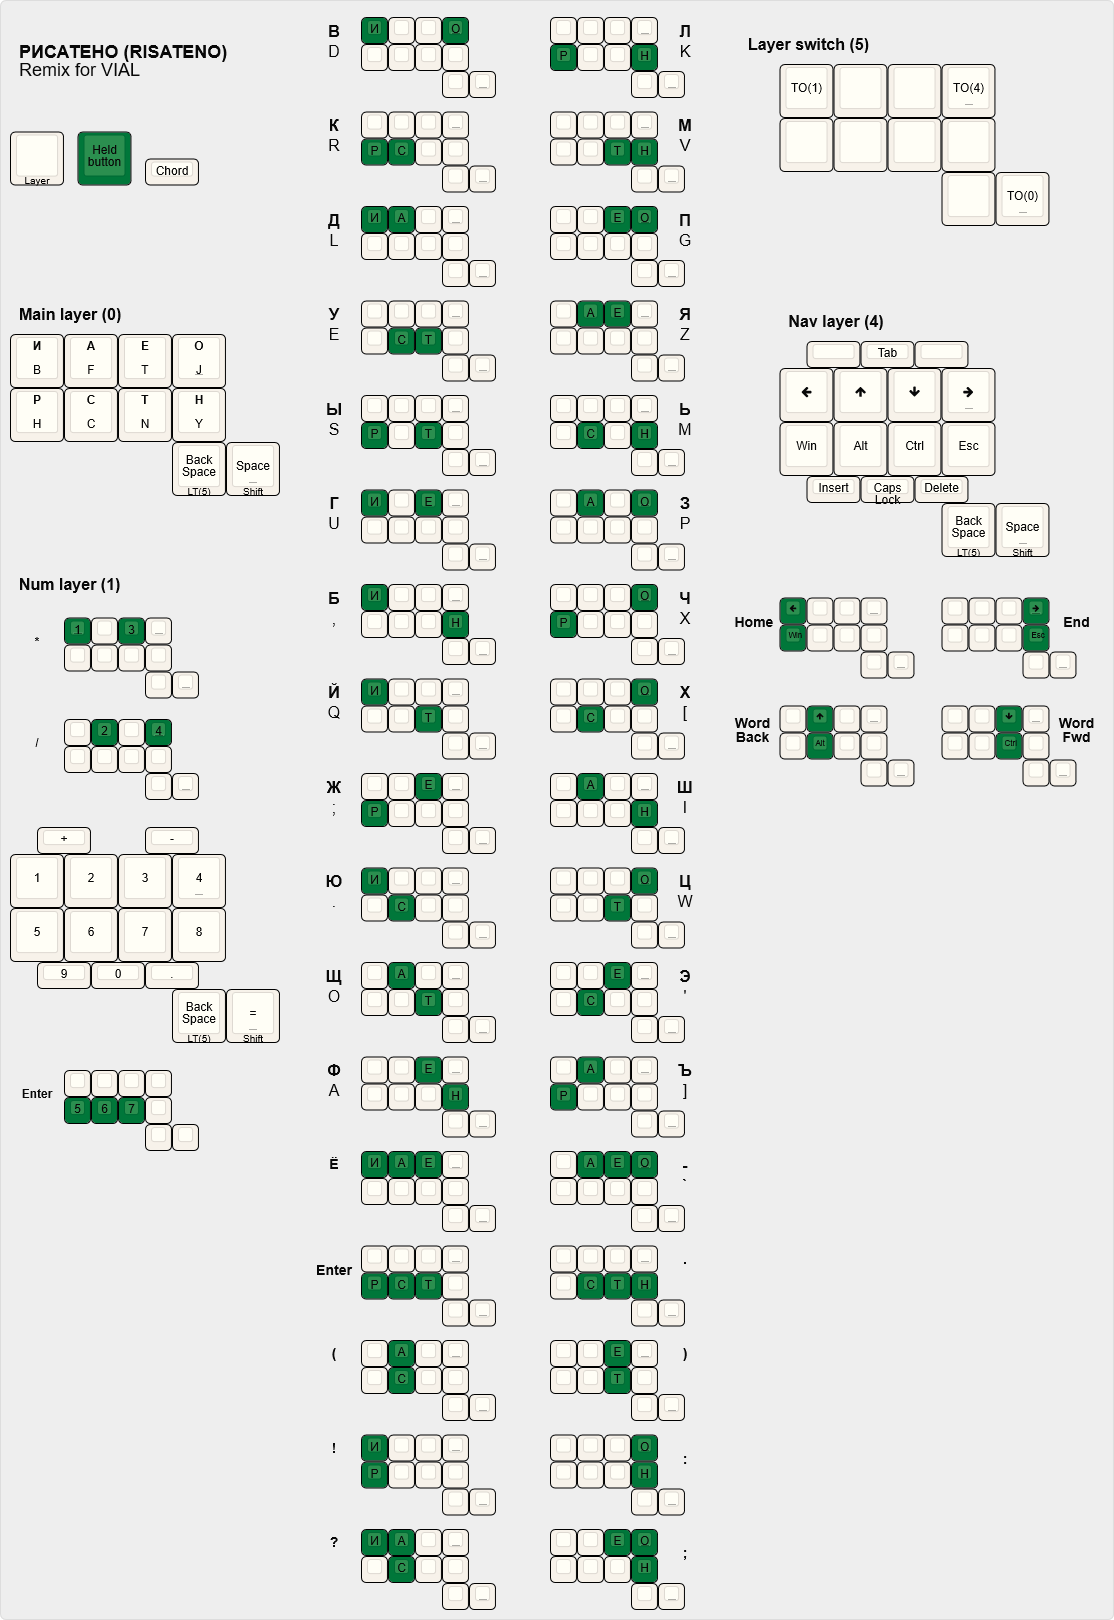 РИСАТЕНО (RISATENO)
Remix for VIAL
Layer
Held
button
Chord
Main layer (0)
И А Е О
B F T J
Р С Т Н
H C N Y
Back
Space
LT(5)
Space
_
Shift
Num layer (1)
*
1 3 _
_
/
2 4
_
+ -
1 2 3 4
_
5 6 7 8
9 0 .
Back
Space
LT(5)
=
_
Shift
Enter
5 6 7
В
D
И О
_
К
R
_
Р С
_
Д
L
И А _
_
У
E
_
С Т
_
Ы
S
_
Р Т
_
Г
U
И Е _
_
Б
,
И _
Н
_
Й
Q
И _
Т
_
Ж
;
Е _
Р
_
Ю
.
И _
С
_
Щ
O
А _
Т
_
Ф
A
Е _
Н
_
Ё
И А Е _
_
Enter
_
Р С Т
_
(
А _
С
_
!
И _
Р
_
?
И А _
С
_
Л
K
_
Р Н
_
М
V
_
Т Н
_
П
G
Е О
_
Я
Z
А Е _
_
Ь
M
_
С Н
_
З
P
А О
_
Ч
X
О
Р
_
Х
[
О
С
_
Ш
I
А _
Н
_
Ц
W
О
Т
_
Э
'
Е _
С
_
Ъ
]
А _
Р
_
-
`
А Е О
_
.
_
С Т Н
_
)
Е _
Т
_
:
О
Н
_
;
Е О
Н
_
Layer switch (5)
TO(1) TO(4)
_
TO(0)
_
Nav layer (4)
Tab
← ↑ ↓ →
_
Win Alt Ctrl Esc
Insert Caps
Lock Delete
Back
Space
LT(5)
Space
_
Shift
Home
← _
Win
_
→
Esc
_
End
Word
Back
↑ _
Alt
_
↓ _
Ctrl
_
Word
Fwd